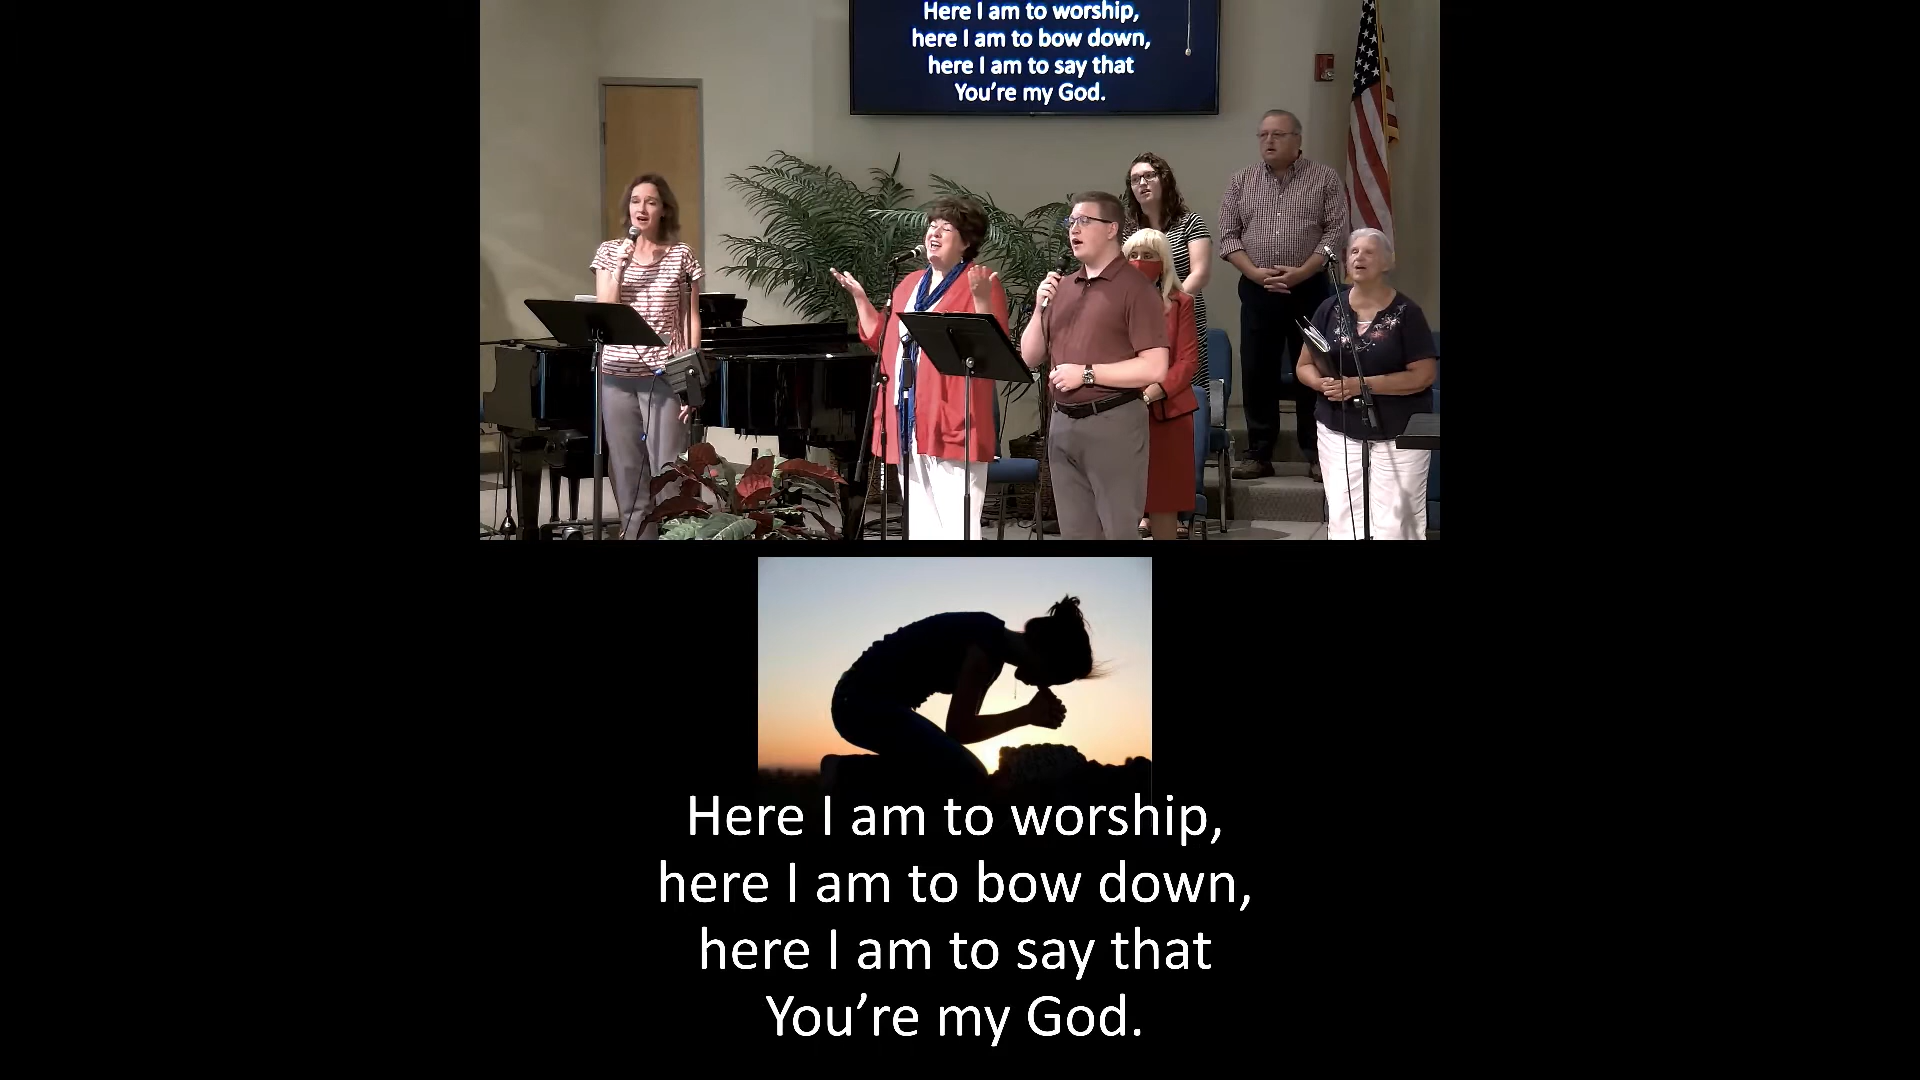 Here I am to worship,
here I am to bow down,
here I am to say that
You're my God.
Here I am to worship,
here I am to bow down,
here I am to say that
You’re my God.